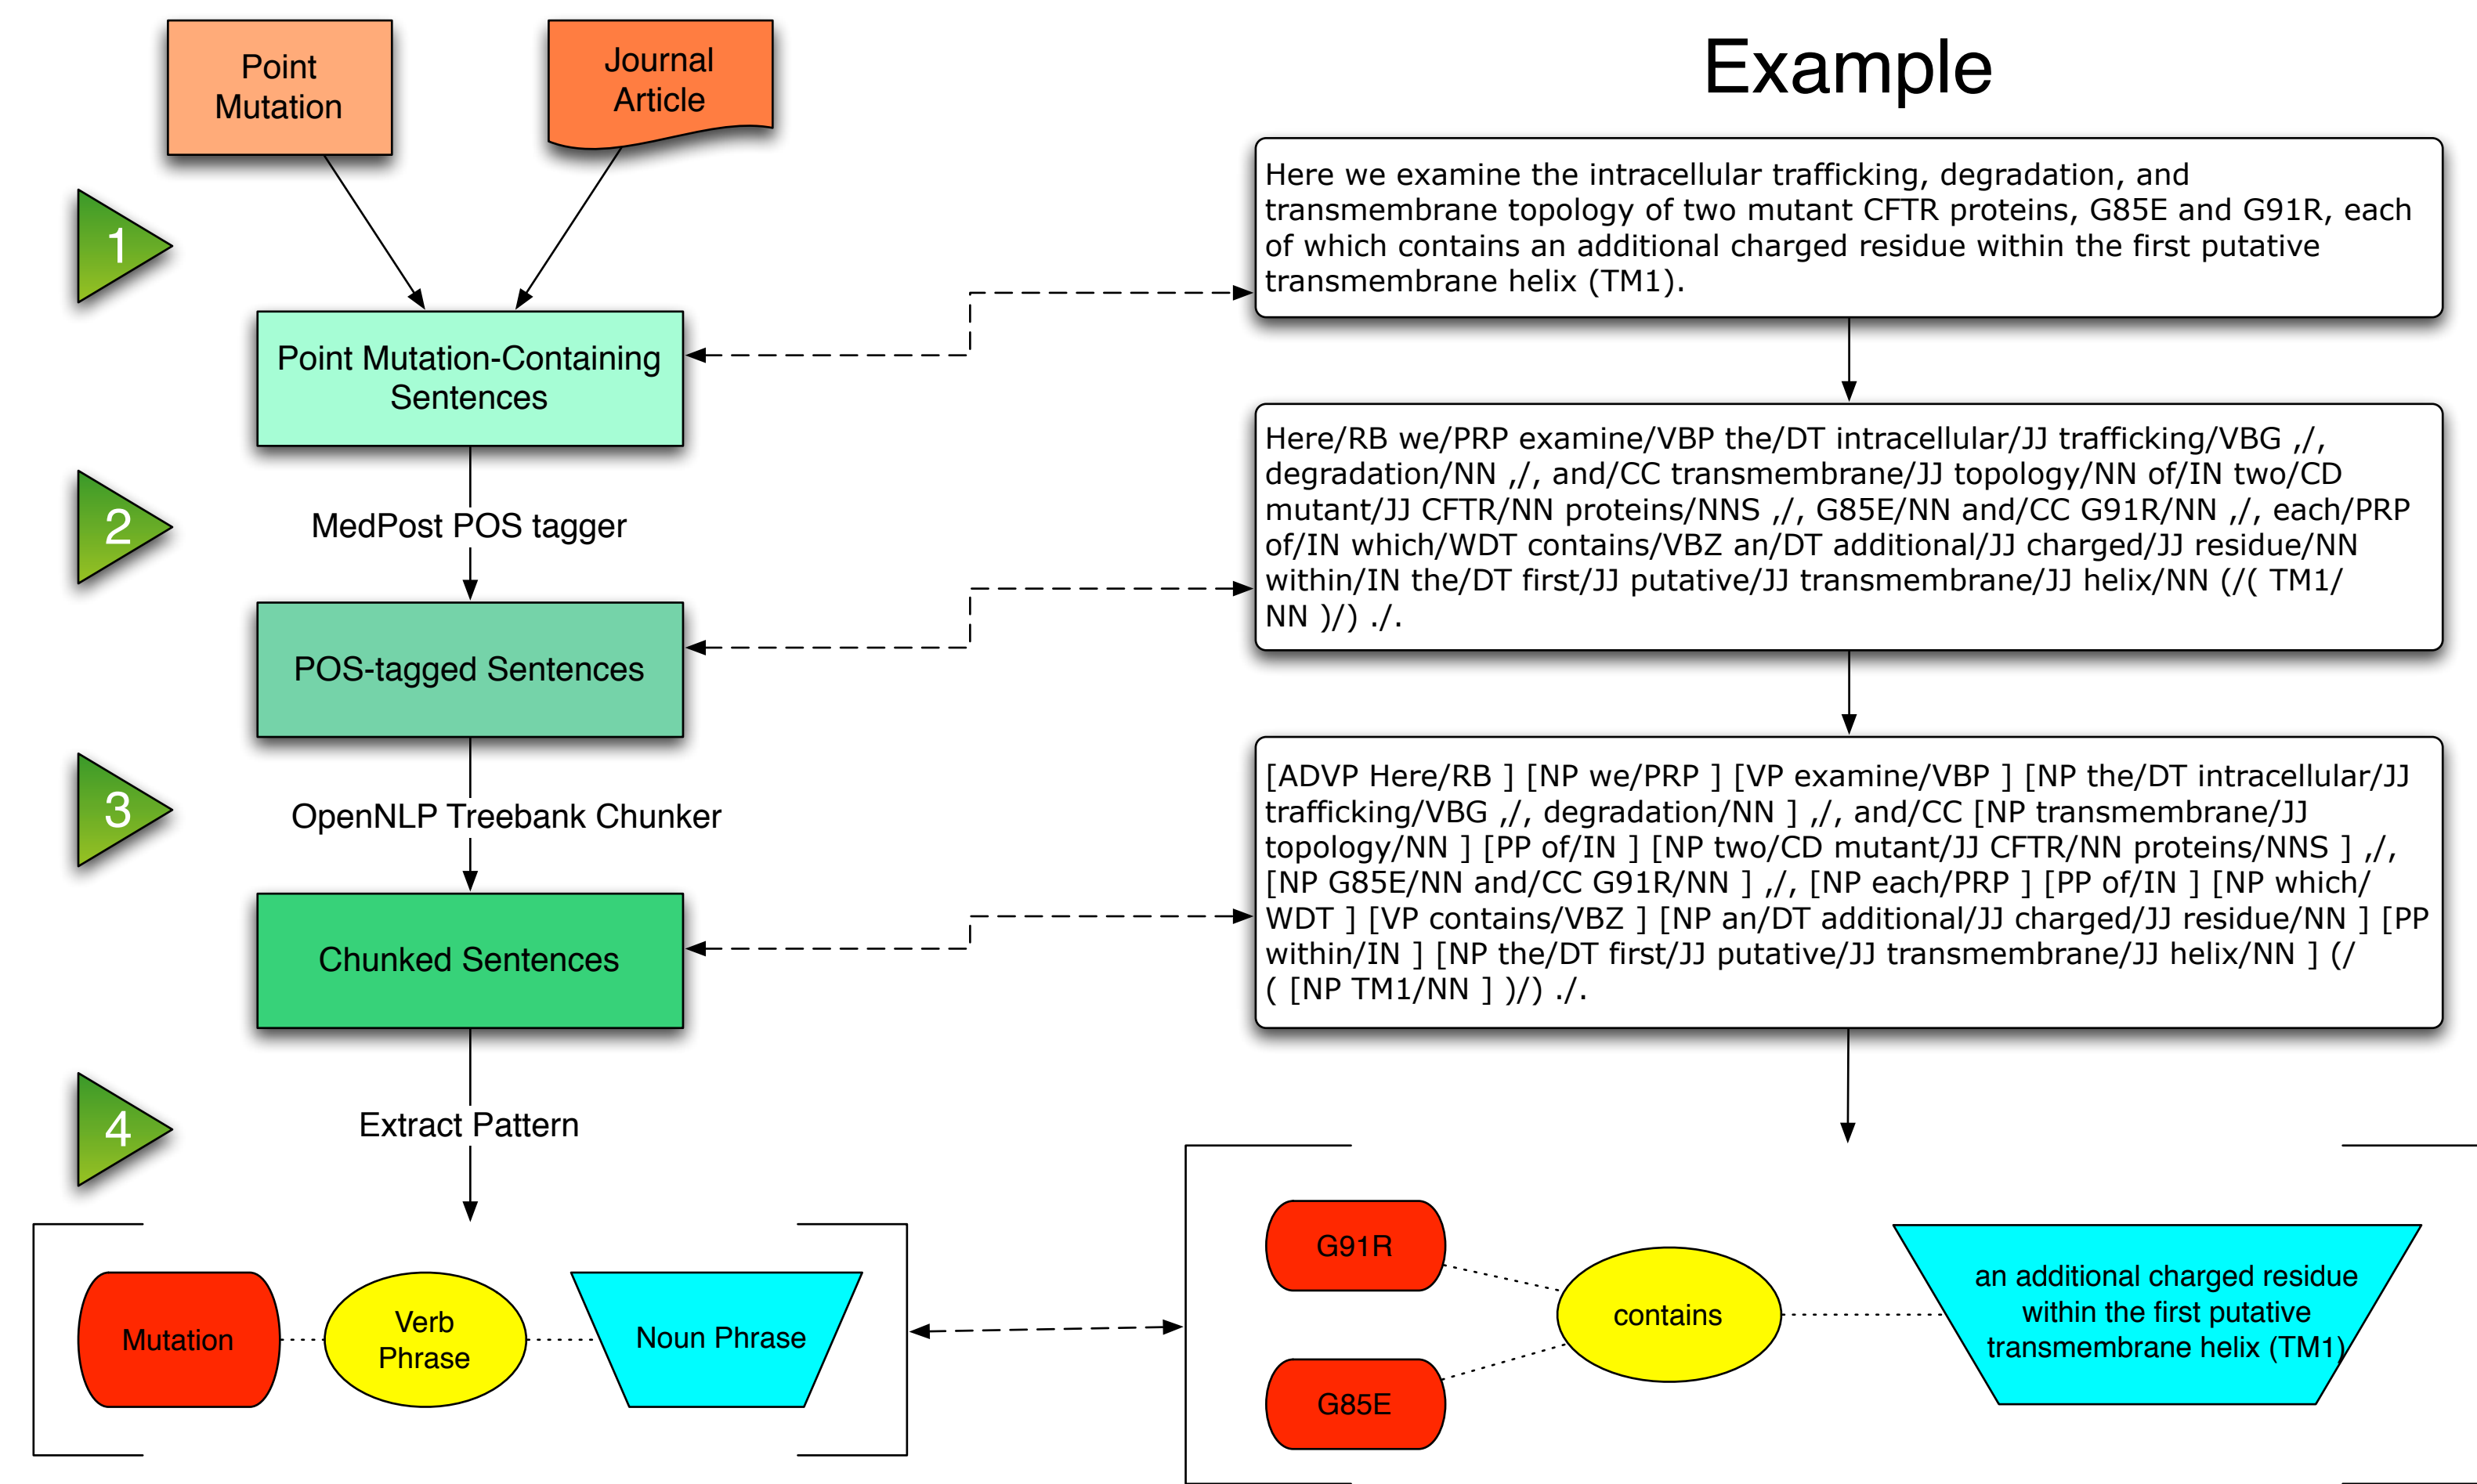 Point
Mutation
Journal
Article
Example
1
Here we examine the intracellular trafficking, degradation, and
transmembrane topology of two mutant CFTR proteins, G85E and G91R, each
of which contains an additional charged residue within the first putative
transmembrane helix (TM1).
Point Mutation-Containing
Sentences
2
MedPost POS tagger
Here/RB we/PRP examine/VBP the/DT intracellular/JJ trafficking/VBG ,/,
degradation/NN ,/, and/CC transmembrane/JJ topology/NN of/IN two/CD
mutant/JJ CFTR/NN proteins/NNS ,/, G85E/NN and/CC G91R/NN ,/, each/PRP
of/IN which/WDT contains/VBZ an/DT additional/JJ charged/JJ residue/NN
within/IN the/DT first/JJ putative/JJ transmembrane/JJ helix/NN (/( TM1/
NN )/) ./.
POS-tagged Sentences
3
OpenNLP Treebank Chunker
[ADVP Here/RB ] [NP we/PRP ] [VP examine/VBP ] [NP the/DT intracellular/JJ
trafficking/VBG ,/, degradation/NN ] ,/, and/CC [NP transmembrane/JJ
topology/NN ] [PP of/IN ] [NP two/CD mutant/JJ CFTR/NN proteins/NNS ] ,/,
[NP G85E/NN and/CC G91R/NN ] ,/, [NP each/PRP ] [PP of/IN ] [NP which/
WDT ] [VP contains/VBZ ] [NP an/DT additional/JJ charged/JJ residue/NN ] [PP
within/IN ] [NP the/DT first/JJ putative/JJ transmembrane/JJ helix/NN ] (/
( [NP TM1/NN ] )/) ./.
Chunked Sentences
4
Extract Pattern
Mutation
Verb
Phrase
Noun Phrase
G91R
G85E
contains
an additional charged residue
within the first putative
transmembrane helix (TM1)